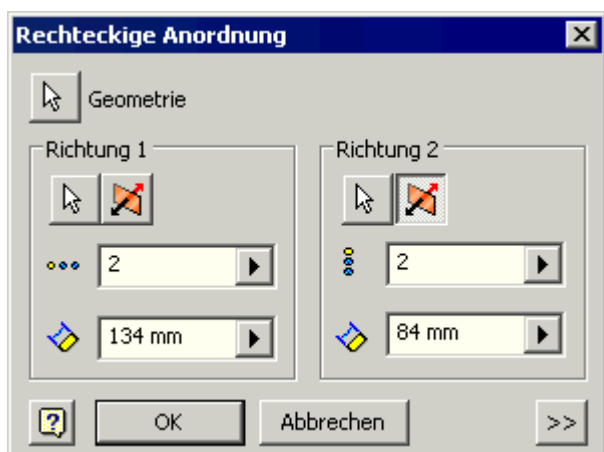 Rechteckige Anordnung
Geometrie
Richtung 1
Richtung 2
2
2
134 mm
84 mm
OK
Abbrechen
>>